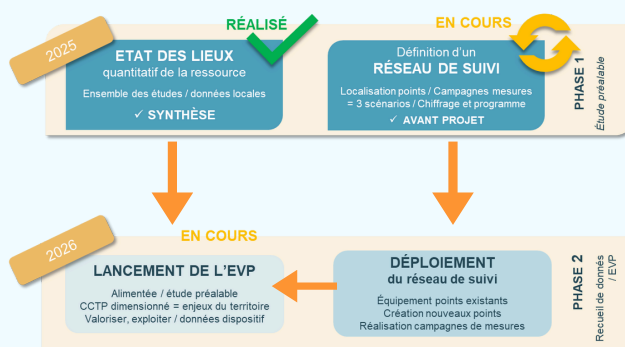 2025
RÉALISÉ
ETAT DES LIEUX
quantitatif de la ressource
Ensemble des études / données locales
✓ SYNTHÈSE
EN COURS
Définition d'un
RÉSEAU DE SUIVI
Localisation points / Campagnes mesures
= 3 scénarios / Chiffrage et programme
✓ AVANT PROJET
PHASE 1
Étude préalable
2026
EN COURS
LANCEMENT DE L'EVP
Alimentée / étude préalable
CCTP dimensionné = enjeux du territoire
Valoriser, exploiter / données dispositif
DÉPLOIEMENT
du réseau de suivi
Équipement points existants
Création nouveaux points
Réalisation campagnes de mesures
PHASE 2
Recueil de donnés
/ EVP